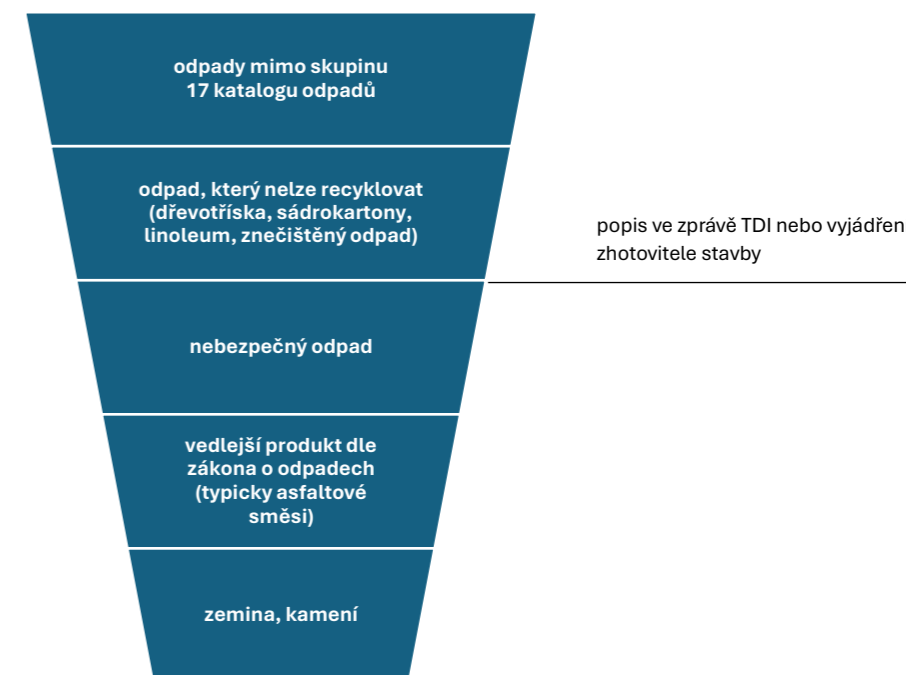 odpady mimo skupinu
17 katalogu odpadů
odpad, který nelze recyklovat
(dřevotříska, sádrokartony,
linoleum, znečištěný odpad)
popis ve zprávě TDI nebo vyjádřen
zhotovitele stavby
nebezpečný odpad
vedlejší produkt dle
zákona o odpadech
(typicky asfaltové
směsi)
zemina, kamení